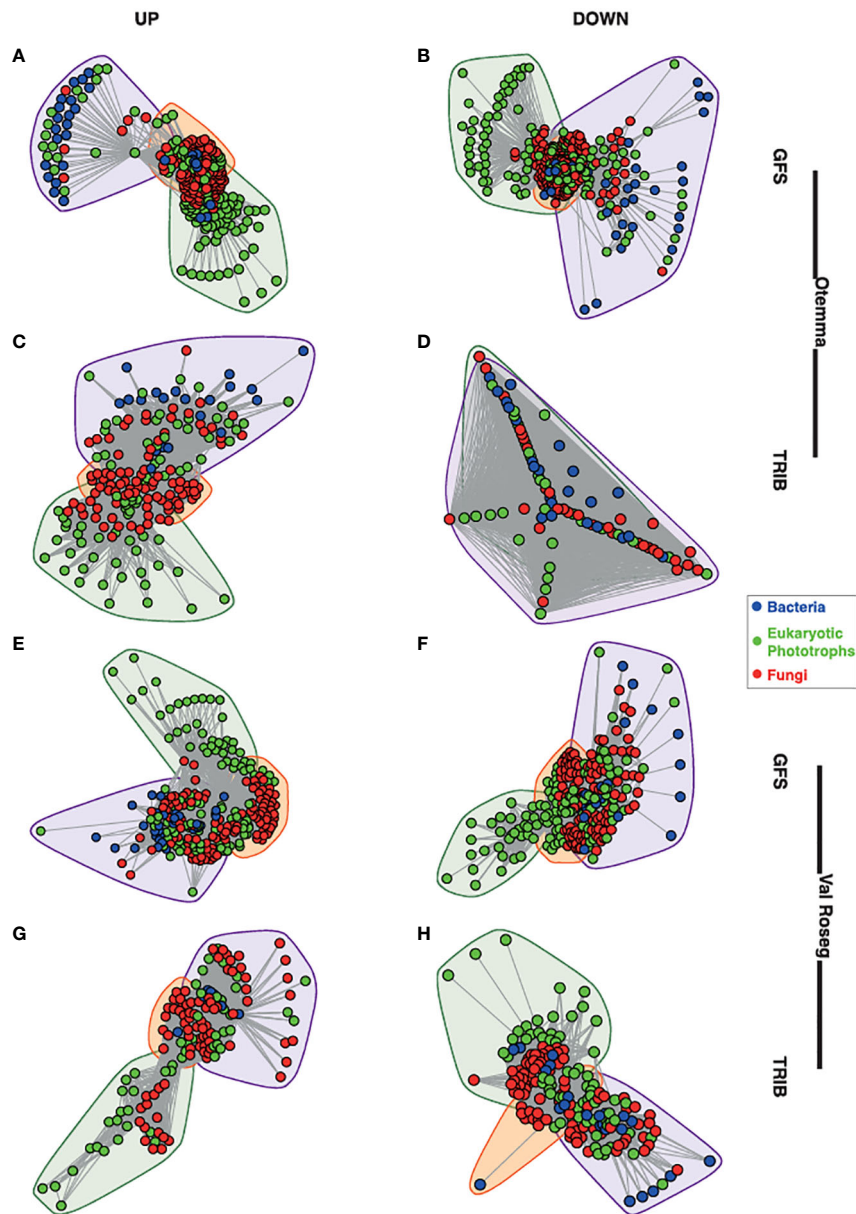 UP
DOWN
A
B
GFS
Otemma
C
D
TRIB
Bacteria
Eukaryotic
Phototrophs
Fungi
E
F
GFS
Val Roseg
G
H
TRIB